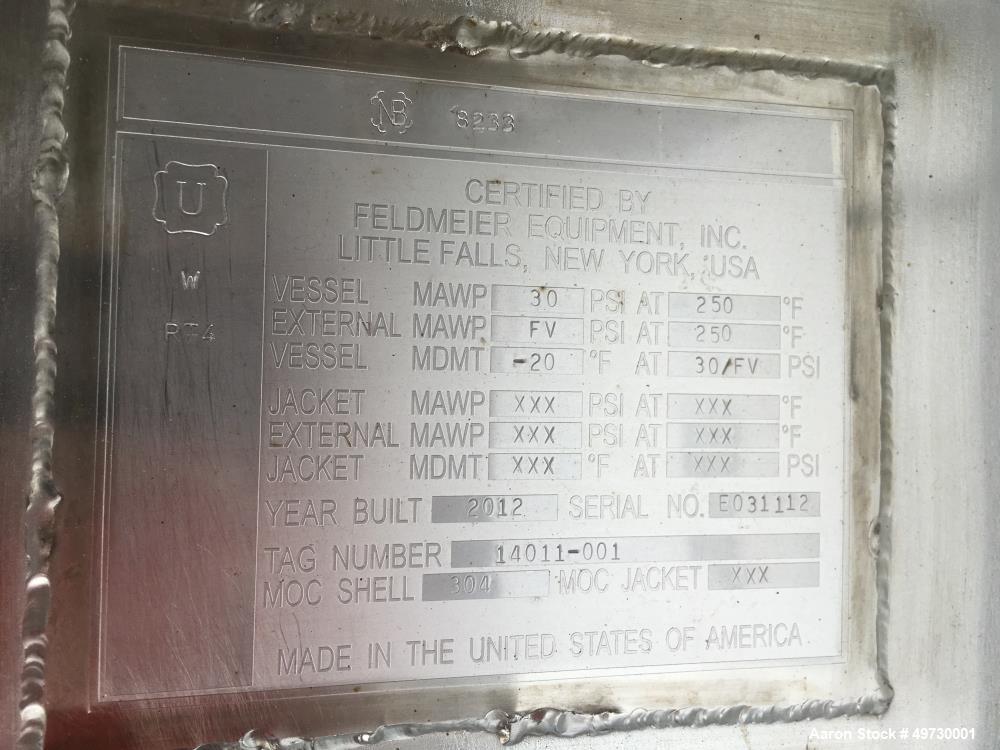 NB 8233
U
W
RT4
CERTIFIED BY
FELDMEIER EQUIPMENT, INC.
LITTLE FALLS, NEW YORK, USA
VESSEL MAWP 30 PSI AT 250 °F
EXTERNAL MAWP FV PSI AT 250 °F
VESSEL MDMT -20 °F AT 30/FV PSI
JACKET MAWP XXX PSI AT XXX °F
EXTERNAL MAWP XXX PSI AT XXX °F
JACKET MDMT XXX °F AT XXX PSI
YEAR BUILT 2012 SERIAL NO. E031112
TAG NUMBER 14011-001
MOC SHELL 304 MOC JACKET XXX
MADE IN THE UNITED STATES OF AMERICA
Aaron Stock # 49730001